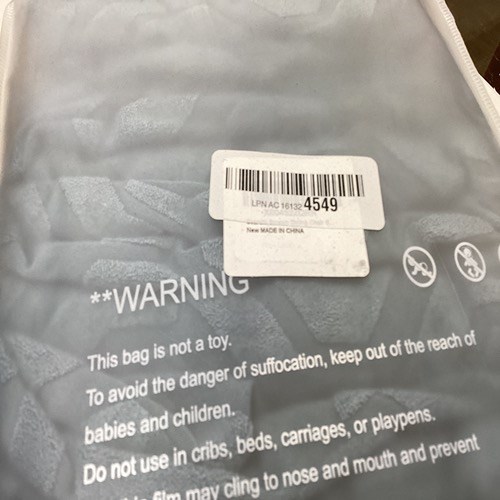 LPN AC 16132 4549
New MADE IN CHINA
**WARNING
This bag is not a toy.
To avoid the danger of suffocation, keep out of the reach of
babies and children.
Do not use in cribs, beds, carriages, or playpens.
film may cling to nose and mouth and prevent